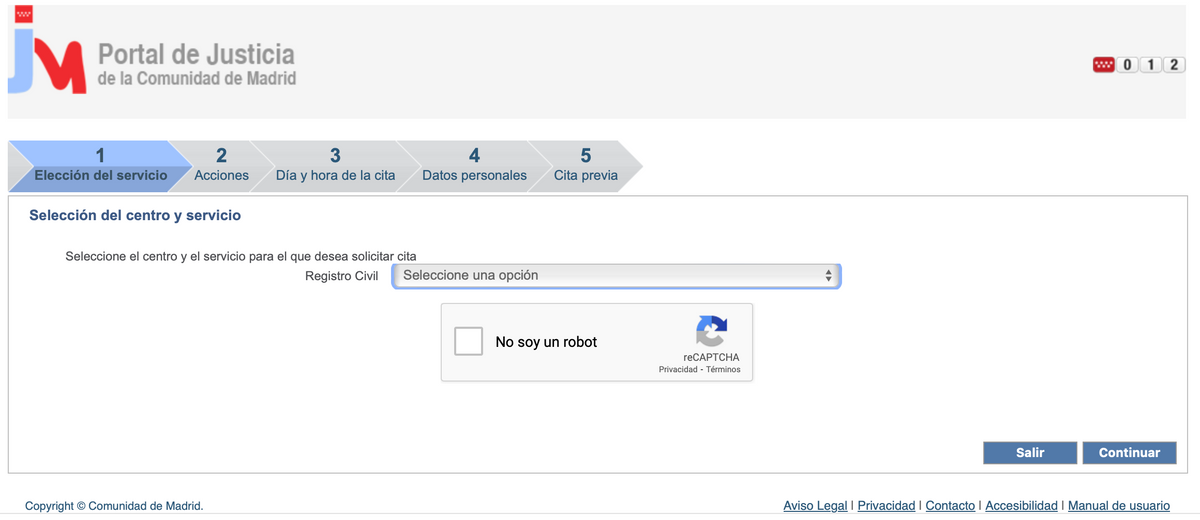 Portal de Justicia
de la Comunidad de Madrid
0 1 2
1
Elección del servicio
2
Acciones
3
Día y hora de la cita
4
Datos personales
5
Cita previa
Selección del centro y servicio
Seleccione el centro y el servicio para el que desea solicitar cita
Registro Civil Seleccione una opción
No soy un robot
reCAPTCHA
Privacidad - Términos
Salir Continuar
Copyright © Comunidad de Madrid. Aviso Legal | Privacidad | Contacto | Accesibilidad | Manual de usuario